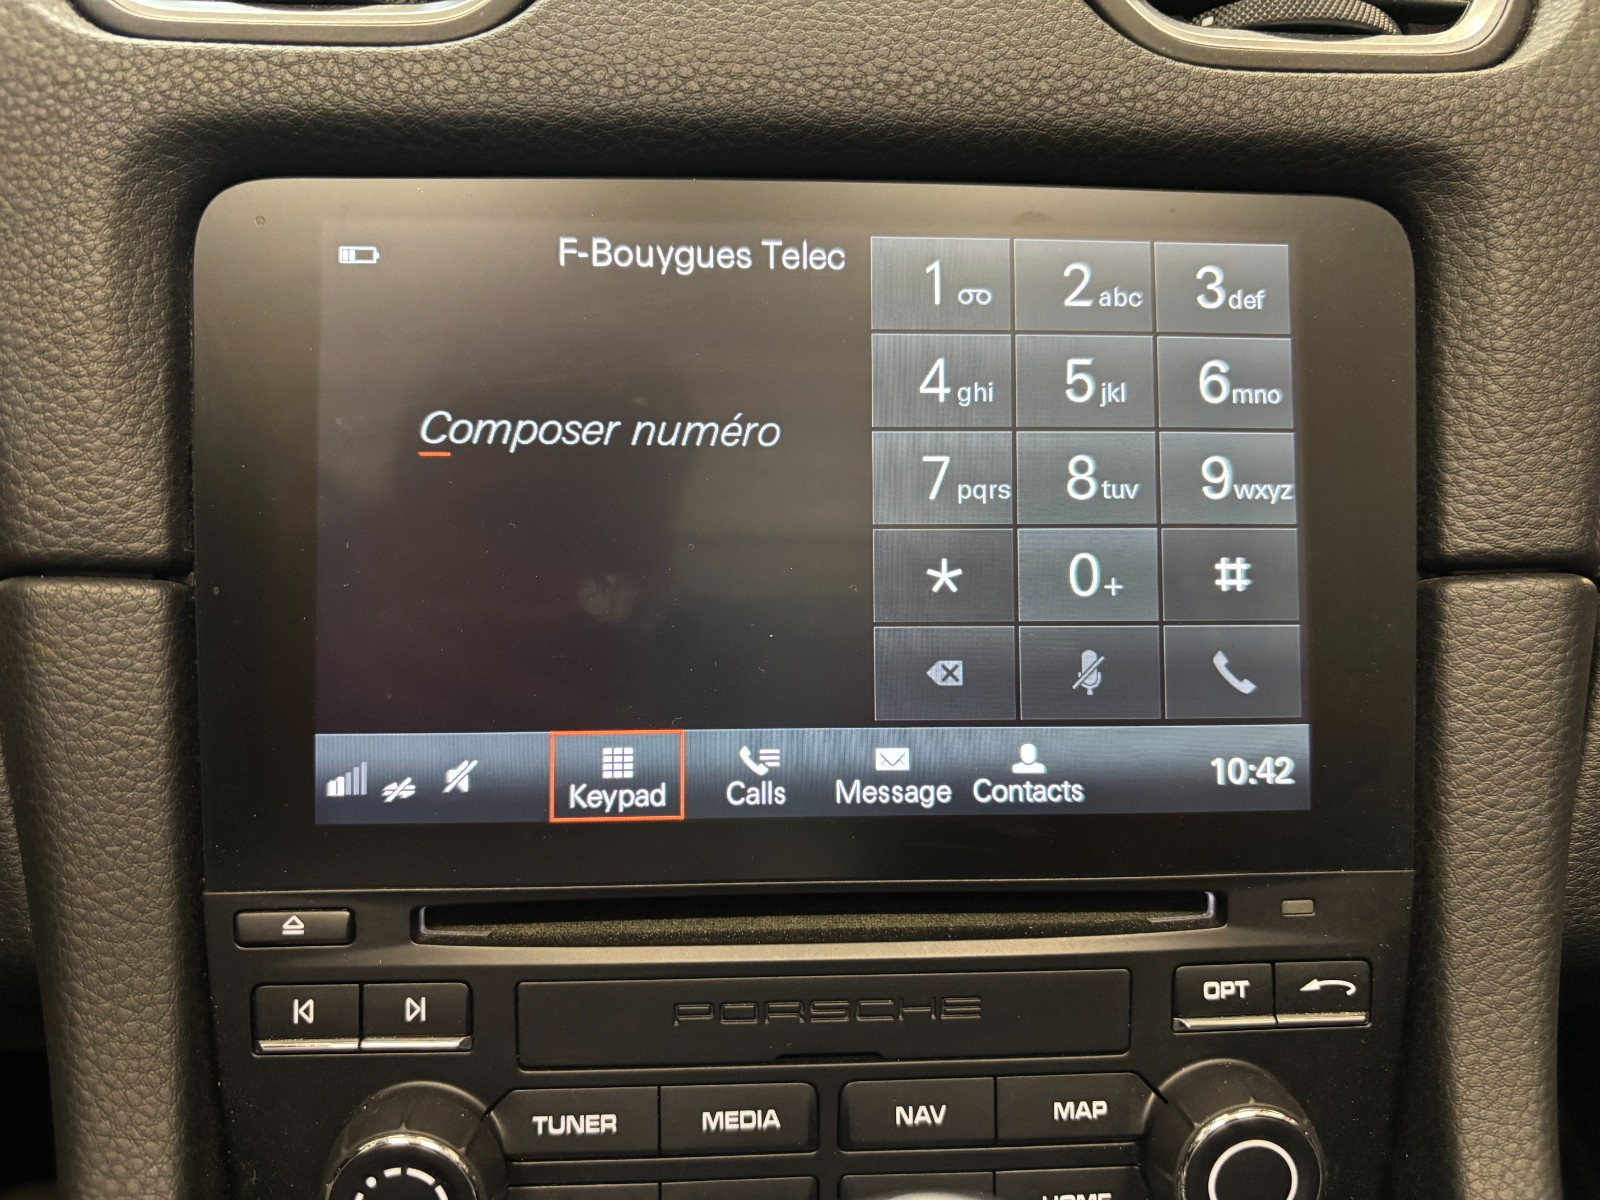 F-Bouygues Telec
Composer numéro
1
2 abc
3 def
4 ghi
5 jkl
6 mno
7 pqrs
8 tuv
9 wxyz
*
0 +
#
Keypad
Calls
Message
Contacts
10:42
PORSCHE
OPT
TUNER
MEDIA
NAV
MAP
HOME